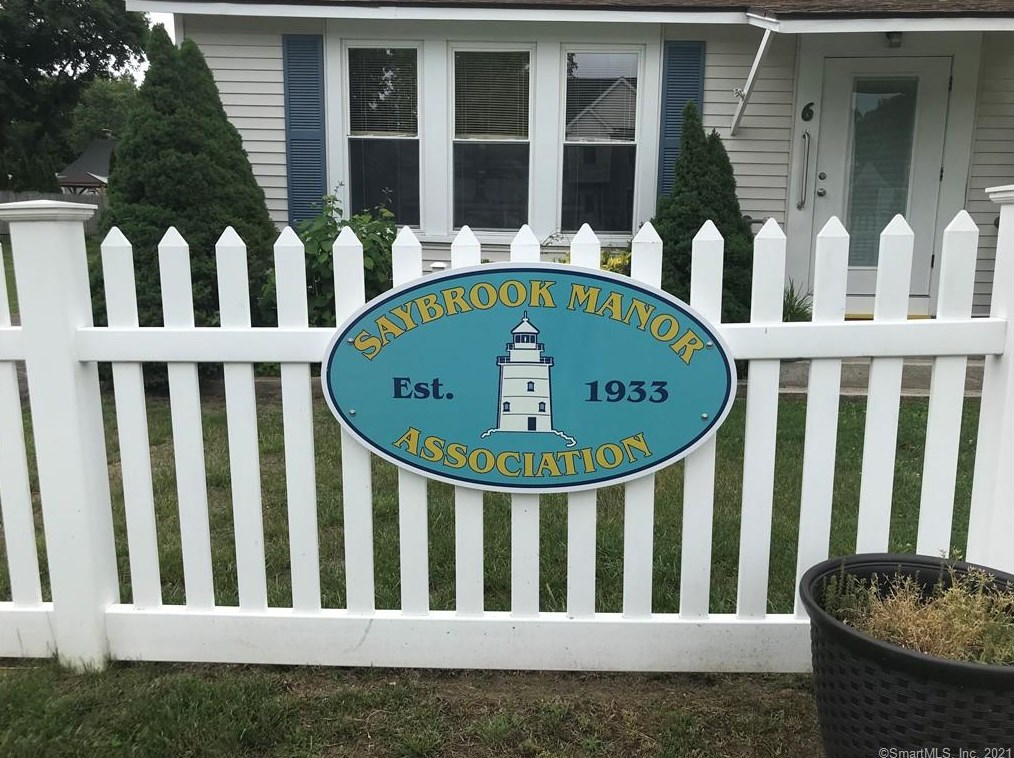 6
SAYBROOK MANOR
Est. 1933
ASSOCIATION
©SmartMLS, Inc. 2021